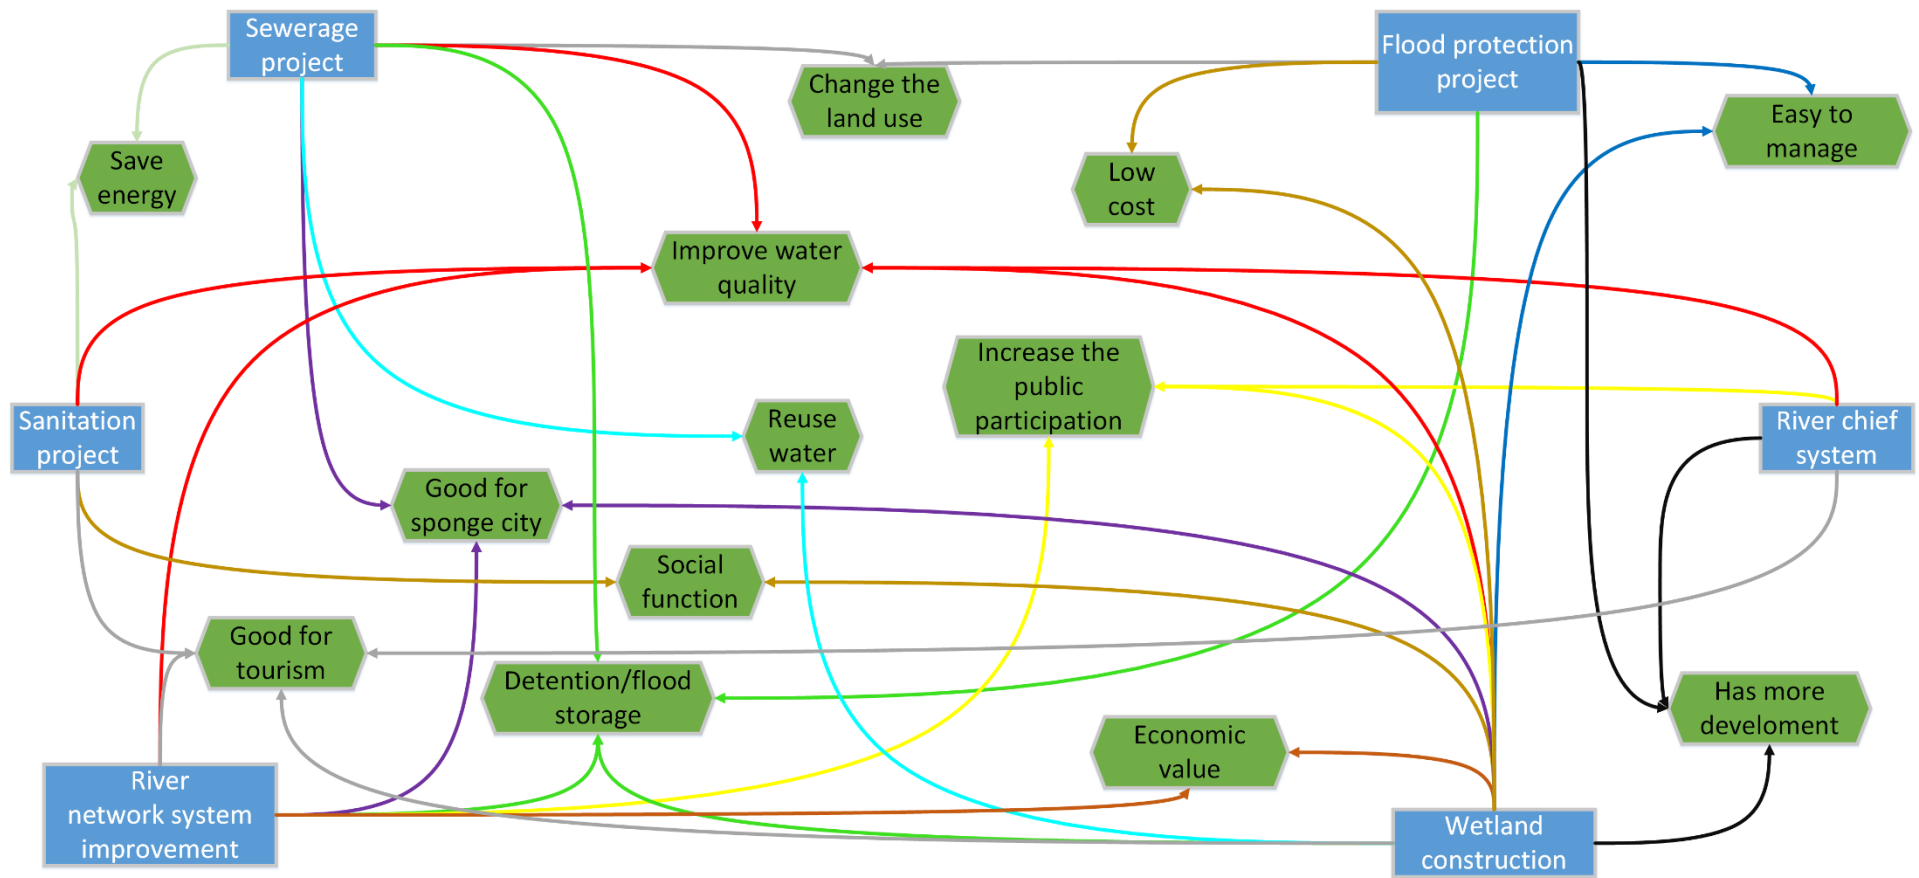 Sewerage
project
Flood protection
project
Change the
land use
Easy to
manage
Save
energy
Low
cost
Improve water
quality
Increase the
public
participation
Sanitation
project
Reuse
water
River chief
system
Good for
sponge city
Social
function
Good for
tourism
Detention/flood
storage
Has more
develoment
Economic
value
River
network system
improvement
Wetland
construction